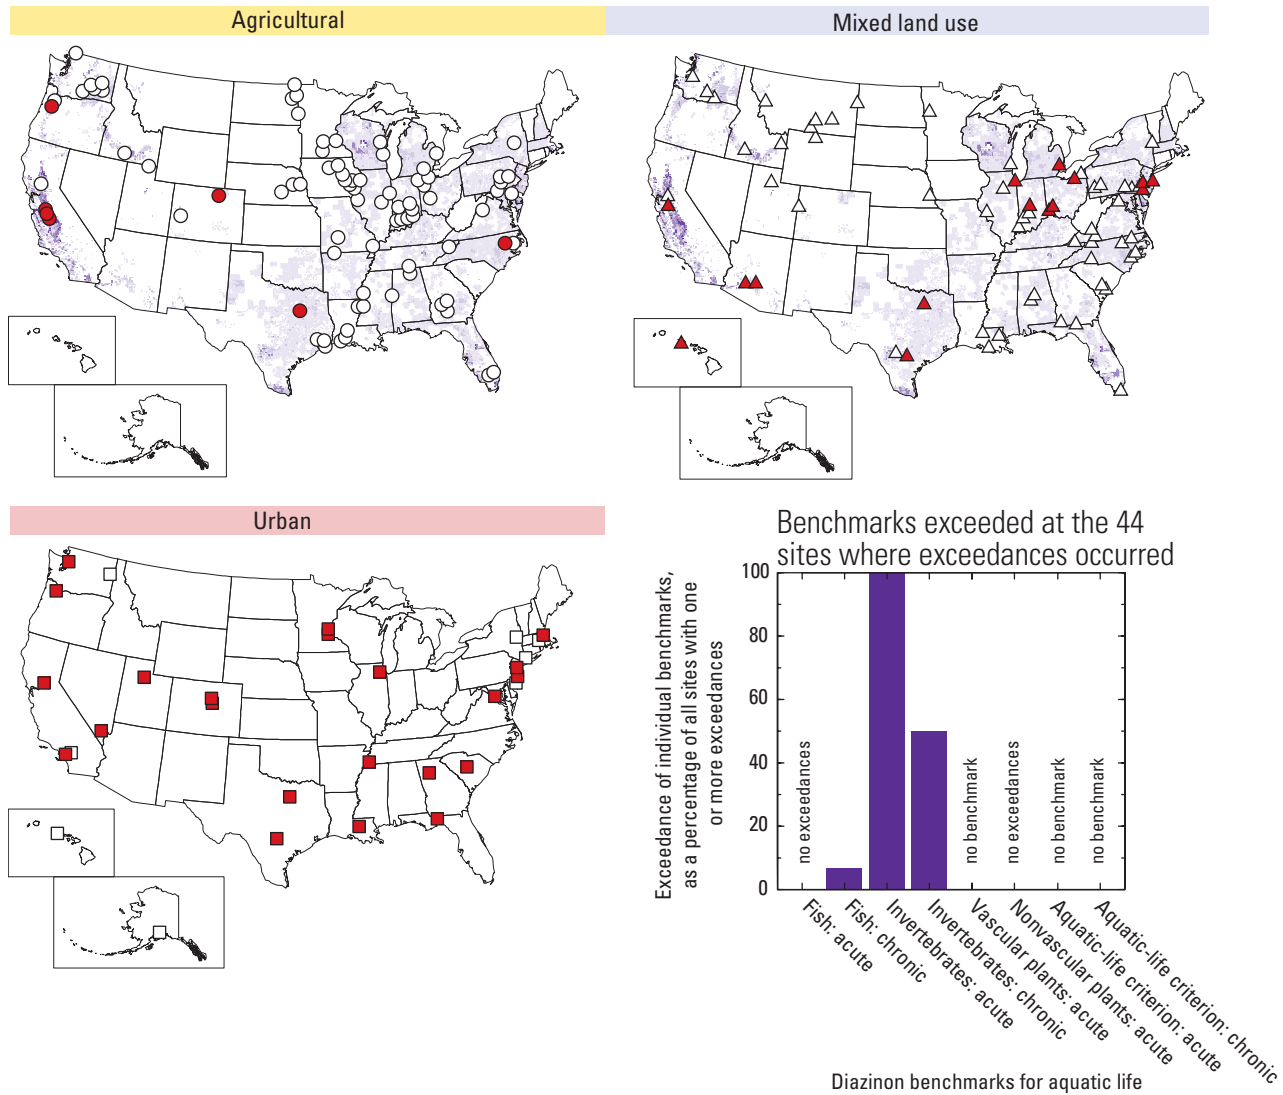 Agricultural
Mixed land use
Urban
Benchmarks exceeded at the 44
sites where exceedances occurred
Exceedance of individual benchmarks,
as a percentage of all sites with one
or more exceedances
100
80
60
40
20
0
no exceedances
no benchmark
no exceedances
no benchmark
no benchmark
Fish: acute
Fish: chronic
Invertebrates: acute
Invertebrates: chronic
Vascular plants: acute
Nonvascular plants: acute
Aquatic-life criterion: acute
Aquatic-life criterion: chronic
Diazinon benchmarks for aquatic life